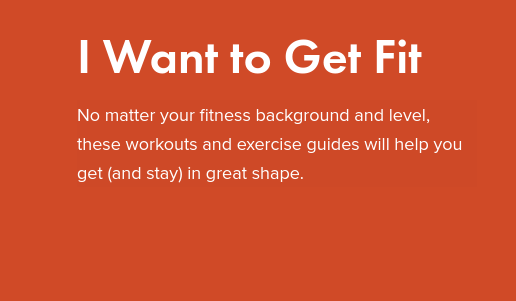 I Want to Get Fit
No matter your fitness background and level,
these workouts and exercise guides will help you
get (and stay) in great shape.